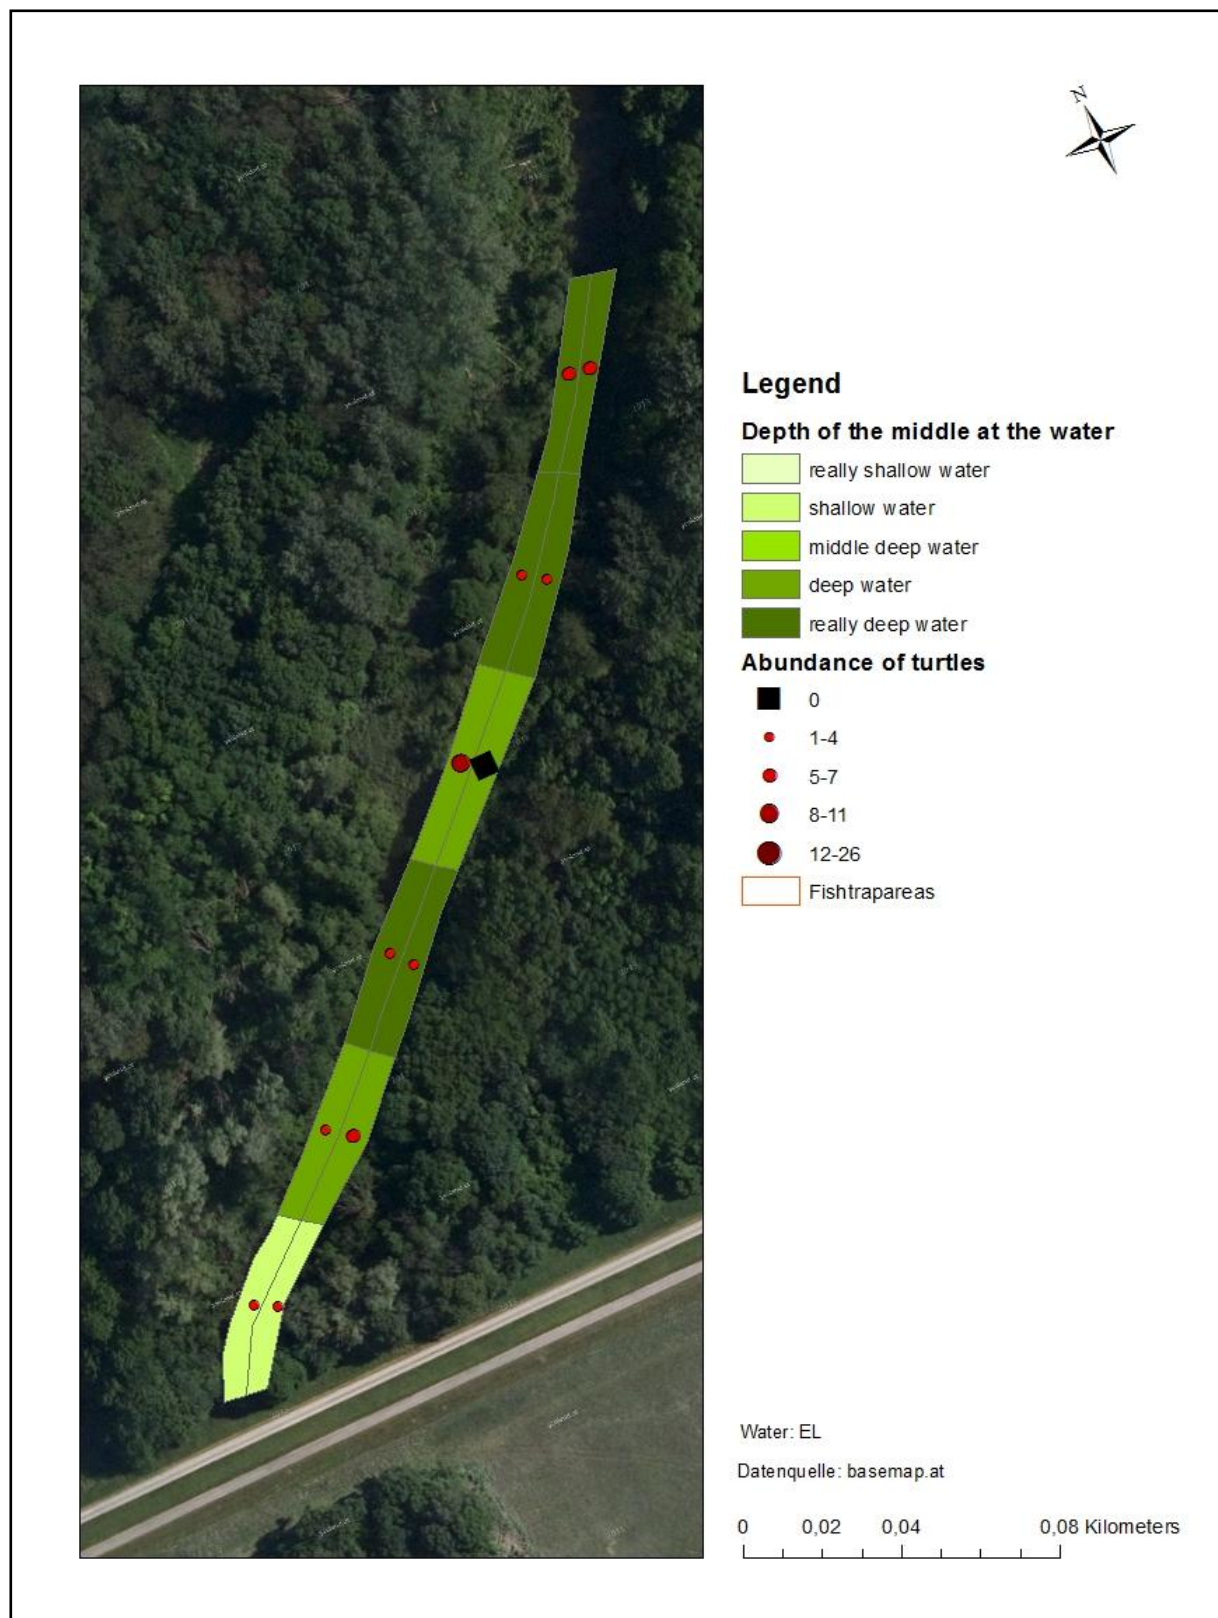 N
Legend
Depth of the middle at the water
really shallow water
shallow water
middle deep water
deep water
really deep water
Abundance of turtles
0
1-4
5-7
8-11
12-26
Fishtrapareas
Water: EL
Datenquelle: basemap.at
0 0,02 0,04 0,08 Kilometers